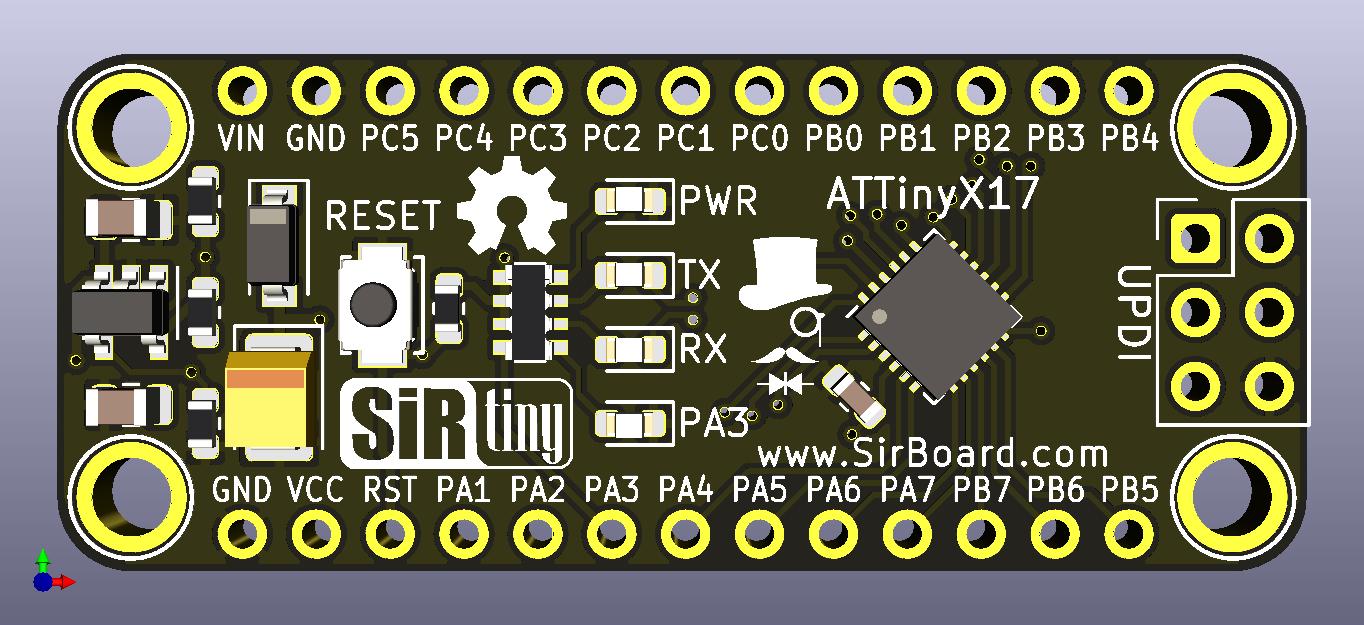 VIN GND PC5 PC4 PC3 PC2 PC1 PC0 PB0 PB1 PB2 PB3 PB4
RESET
PWR
ATTinyX17
TX
UPDI
RX
PA3
SiR tiny
www.SirBoard.com
GND VCC RST PA1 PA2 PA3 PA4 PA5 PA6 PA7 PB7 PB6 PB5